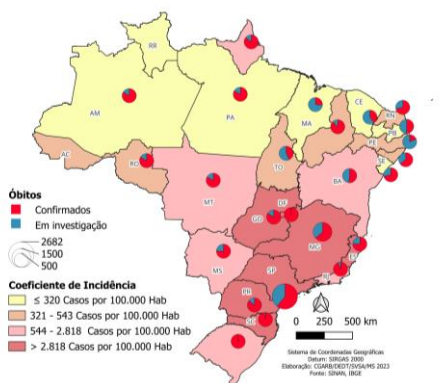 RR
AM
PA
MA
CE
RN
PB
PE
SE
AC
RO
TO
BA
MT
DF
GO
MG
ES
MS
SP
RJ
PR
SC
Óbitos
Confirmados
Em investigação
2682
1500
500
Coeficiente de Incidência
≤ 320 Casos por 100.000 Hab
321 - 543 Casos por 100.000 Hab
544 - 2.818 Casos por 100.000 Hab
> 2.818 Casos por 100.000 Hab
0 250 500 km
Sistema de Coordenadas Geográficas
Datum: SIRGAS 2000
Elaboração: CGARB/DEDT/SVSA/MS 2023
Fonte: SINAN, IBGE